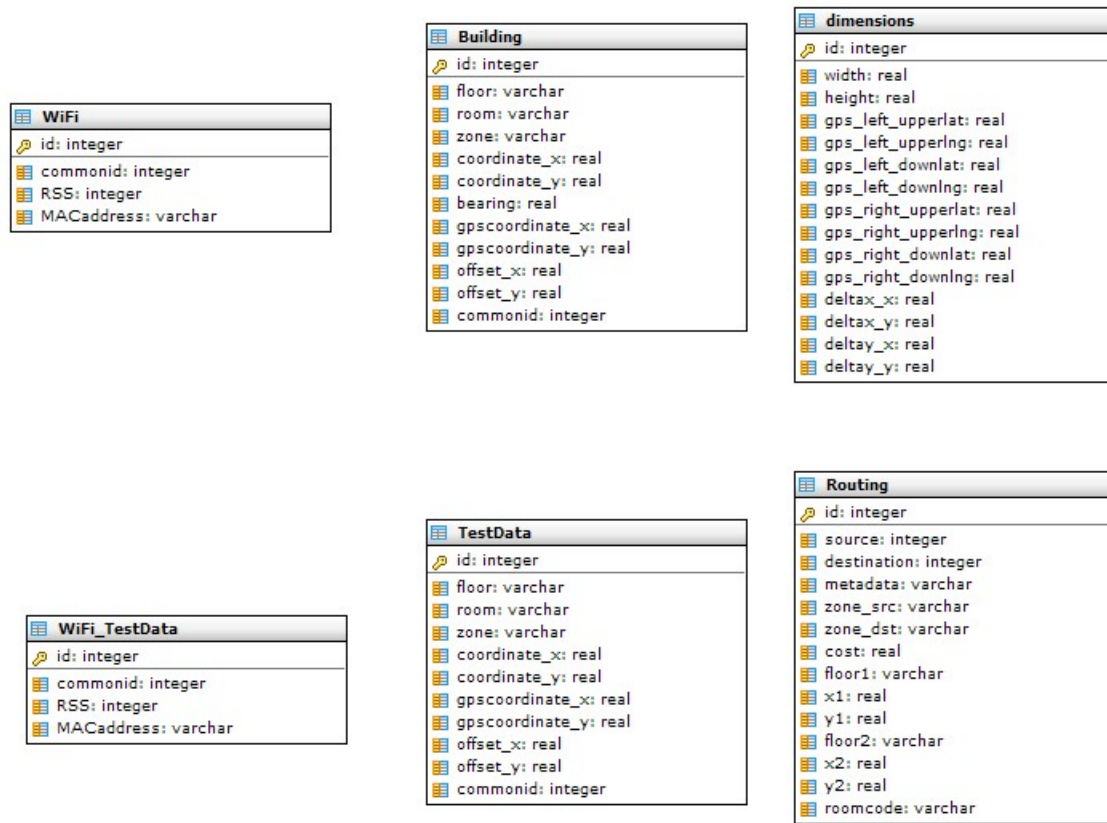 WiFi
id: integer
commonid: integer
RSS: integer
MACaddress: varchar
Building
id: integer
floor: varchar
room: varchar
zone: varchar
coordinate_x: real
coordinate_y: real
bearing: real
gpscoordinate_x: real
gpscoordinate_y: real
offset_x: real
offset_y: real
commonid: integer
dimensions
id: integer
width: real
height: real
gps_left_upperlat: real
gps_left_upperlng: real
gps_left_downlat: real
gps_left_downlng: real
gps_right_upperlat: real
gps_right_upperlng: real
gps_right_downlat: real
gps_right_downlng: real
deltax_x: real
deltax_y: real
deltay_x: real
deltay_y: real
WiFi_TestData
id: integer
commonid: integer
RSS: integer
MACaddress: varchar
TestData
id: integer
floor: varchar
room: varchar
zone: varchar
coordinate_x: real
coordinate_y: real
gpscoordinate_x: real
gpscoordinate_y: real
offset_x: real
offset_y: real
commonid: integer
Routing
id: integer
source: integer
destination: integer
metadata: varchar
zone_src: varchar
zone_dst: varchar
cost: real
floor1: varchar
x1: real
y1: real
floor2: varchar
x2: real
y2: real
roomcode: varchar